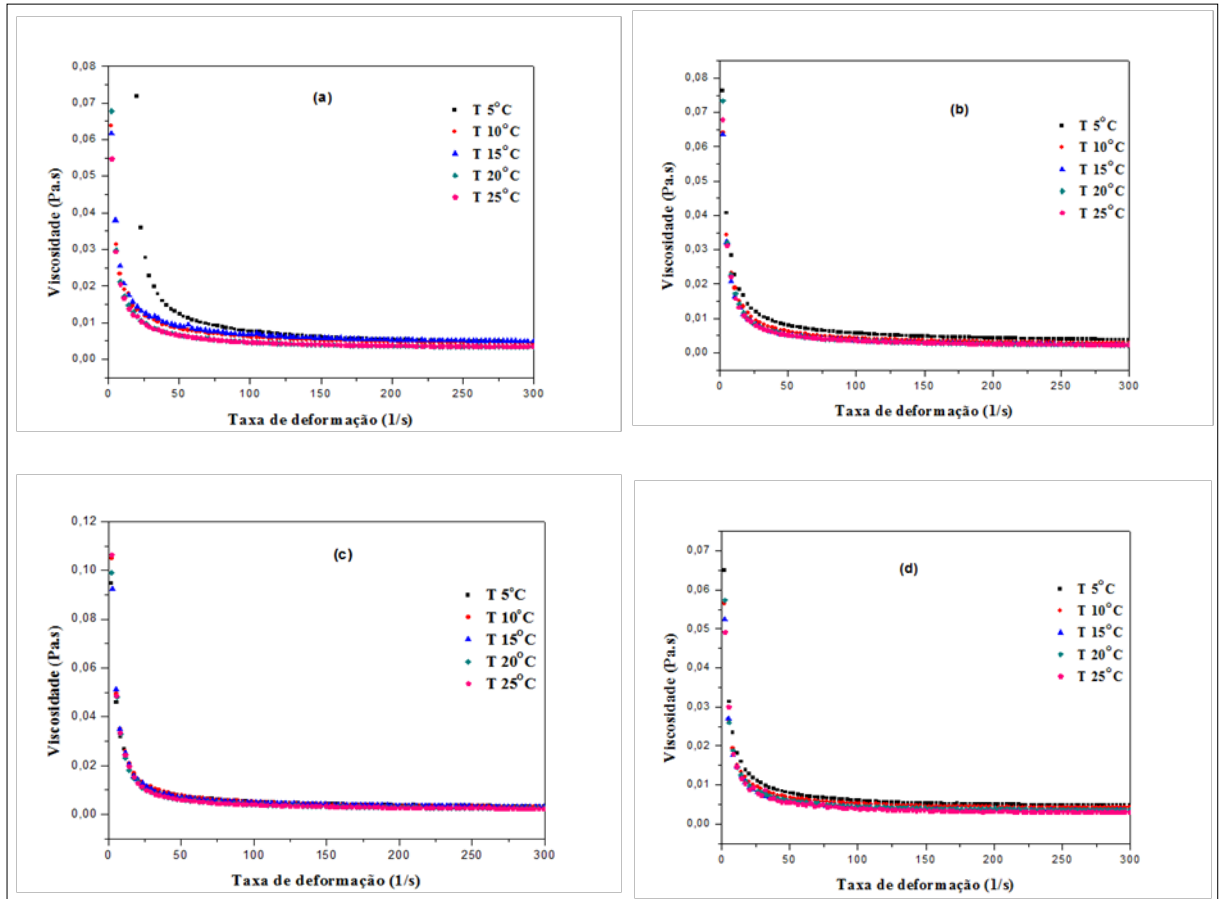 (a)
T 5°C
T 10°C
T 15°C
T 20°C
T 25°C
0,08
0,07
0,06
0,05
0,04
0,03
0,02
0,01
0,00
Viscosidade (Pa.s)
0 50 100 150 200 250 300
Taxa de deformação (1/s)
(b)
T 5°C
T 10°C
T 15°C
T 20°C
T 25°C
0,08
0,07
0,06
0,05
0,04
0,03
0,02
0,01
0,00
Viscosidade (Pa.s)
0 50 100 150 200 250 300
Taxa de deformação (1/s)
(c)
T 5°C
T 10°C
T 15°C
T 20°C
T 25°C
0,12
0,10
0,08
0,06
0,04
0,02
0,00
Viscosidade (Pa.s)
0 50 100 150 200 250 300
Taxa de deformação (1/s)
(d)
T 5°C
T 10°C
T 15°C
T 20°C
T 25°C
0,07
0,06
0,05
0,04
0,03
0,02
0,01
0,00
Viscosidade (Pa.s)
0 50 100 150 200 250 300
Taxa de deformação (1/s)